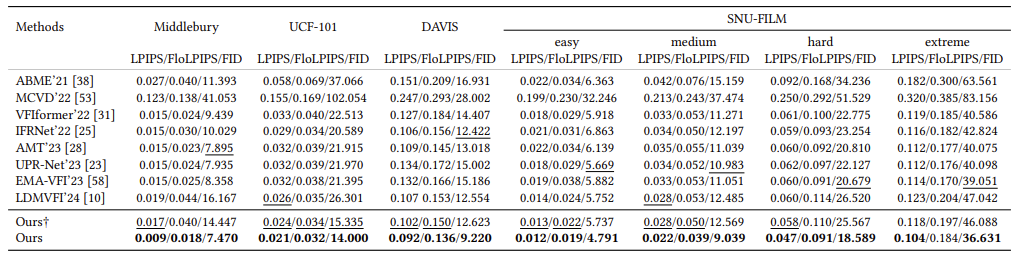 Methods Middlebury UCF-101 DAVIS SNU-FILM
easy medium hard extreme
LPIPS/FloLPIPS/FID LPIPS/FloLPIPS/FID LPIPS/FloLPIPS/FID LPIPS/FloLPIPS/FID LPIPS/FloLPIPS/FID LPIPS/FloLPIPS/FID LPIPS/FloLPIPS/FID
ABME'21 [38] 0.027/0.040/11.393 0.058/0.069/37.066 0.151/0.209/16.931 0.022/0.034/6.363 0.042/0.076/15.159 0.092/0.168/34.236 0.182/0.300/63.561
MCVD'22 [53] 0.123/0.138/41.053 0.155/0.169/102.054 0.247/0.293/28.002 0.199/0.230/32.246 0.213/0.243/37.474 0.250/0.292/51.529 0.320/0.385/83.156
VFIformer'22 [31] 0.015/0.024/9.439 0.033/0.040/22.513 0.127/0.184/14.407 0.018/0.029/5.918 0.033/0.053/11.271 0.061/0.100/22.775 0.119/0.185/40.586
IFRNet'22 [25] 0.015/0.030/10.029 0.029/0.034/20.589 0.106/0.156/12.422 0.021/0.031/6.863 0.034/0.050/12.197 0.059/0.093/23.254 0.116/0.182/42.824
AMT'23 [28] 0.015/0.023/7.895 0.032/0.039/21.915 0.109/0.145/13.018 0.022/0.034/6.139 0.035/0.055/11.039 0.060/0.092/20.810 0.112/0.177/40.075
UPR-Net'23 [23] 0.015/0.024/7.935 0.032/0.039/21.970 0.134/0.172/15.002 0.018/0.029/5.669 0.034/0.052/10.983 0.062/0.097/22.127 0.112/0.176/40.098
EMA-VFI'23 [58] 0.015/0.025/8.358 0.032/0.038/21.395 0.132/0.166/15.186 0.019/0.038/5.882 0.033/0.053/11.051 0.060/0.091/20.679 0.114/0.170/39.051
LDMVFI'24 [10] 0.019/0.044/16.167 0.026/0.035/26.301 0.107 0.153/12.554 0.014/0.024/5.752 0.028/0.053/12.485 0.060/0.114/26.520 0.123/0.204/47.042
Ours† 0.017/0.040/14.447 0.024/0.034/15.335 0.102/0.150/12.623 0.013/0.022/5.737 0.028/0.050/12.569 0.058/0.110/25.567 0.118/0.197/46.088
Ours 0.009/0.018/7.470 0.021/0.032/14.000 0.092/0.136/9.220 0.012/0.019/4.791 0.022/0.039/9.039 0.047/0.091/18.589 0.104/0.184/36.631